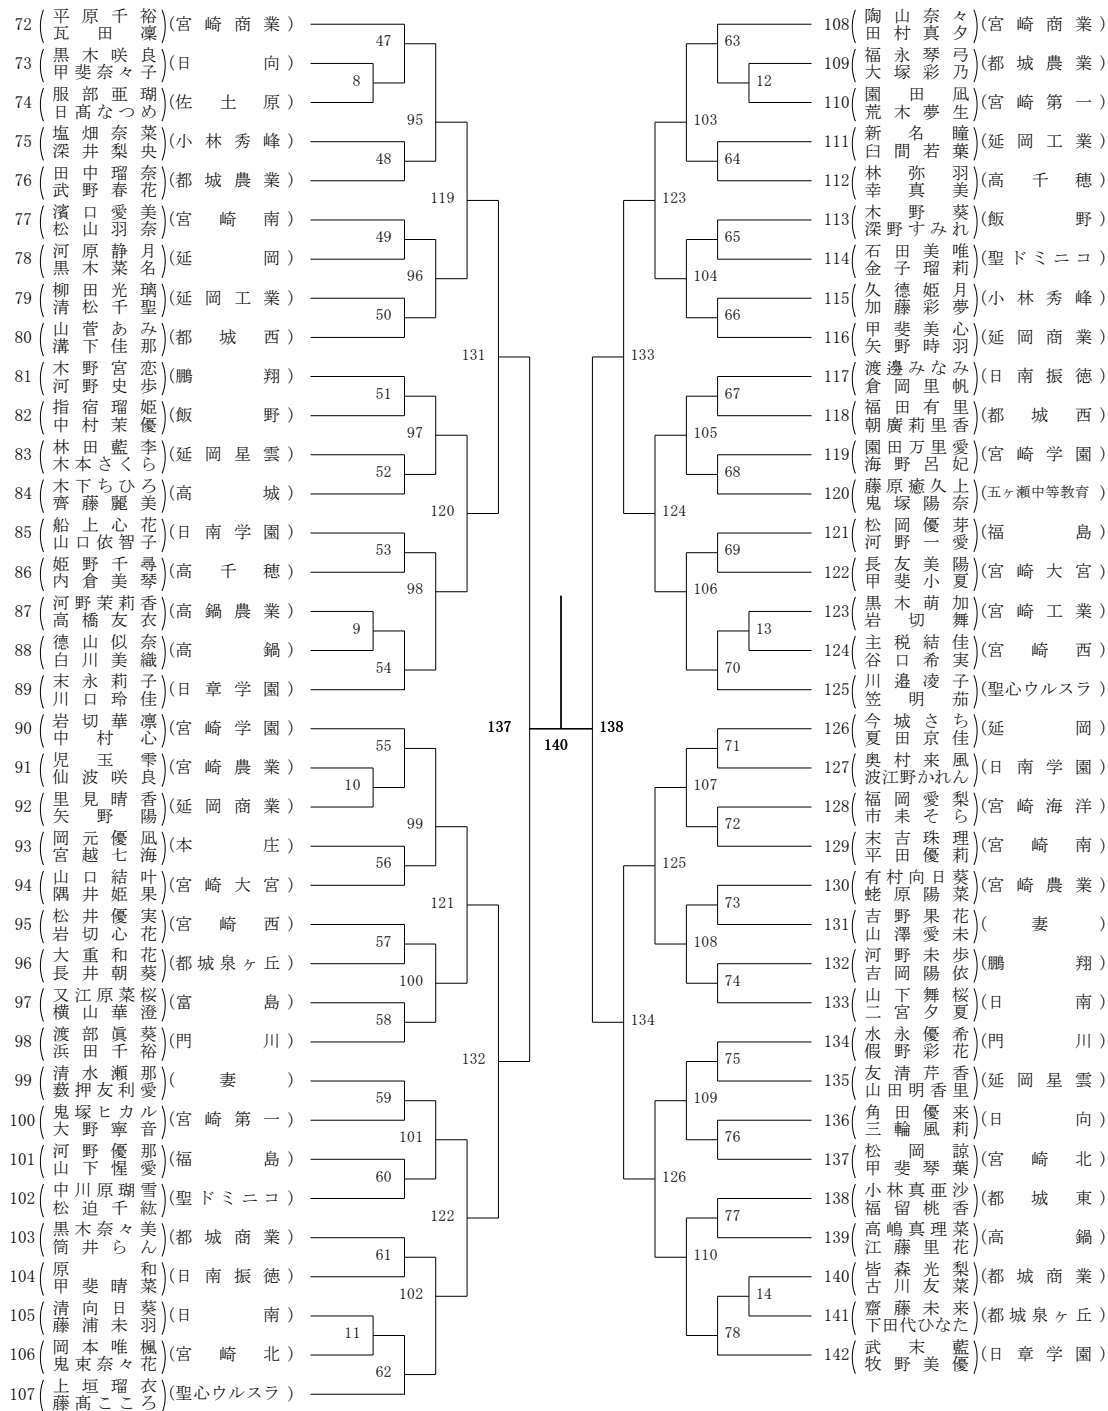 72(平原千裕 瓦田凜)(宮崎商業)
73(黒木咲良 甲斐奈々子)(日向)
74(服部亜瑚 日髙なつめ)(佐土原)
75(塩畑奈菜 深井梨央)(小林秀峰)
76(田中瑠奈 武野春花)(都城農業)
77(濱口愛美 松山羽奈)(宮崎南)
78(河原静月 黒木菜名)(延岡)
79(柳田光璃 清松千聖)(延岡工業)
80(山菅あみ 溝下佳那)(都城西)
81(木野宮恋 河野史歩)(鵬翔)
82(指宿瑠姫 中村茉優)(飯野)
83(林田藍李 木本さくら)(延岡星雲)
84(木下ちひろ 齊藤麗美)(高城)
85(船上心花 山口依智子)(日南学園)
86(姫野千尋 内倉美琴)(高千穂)
87(河野茉莉香 高橋友衣)(高鍋農業)
88(德山似奈 白川美織)(高鍋)
89(末永莉子 川口玲佳)(日章学園)
90(岩切華凛 中村心)(宮崎学園)
91(児玉雫 仙波咲良)(宮崎農業)
92(里見晴香 矢野陽)(延岡商業)
93(岡元優凪 宮越七海)(本庄)
94(山口結叶 隅井姫果)(宮崎大宮)
95(松井優実 岩切心花)(宮崎西)
96(大重和花 長井朝葵)(都城泉ヶ丘)
97(又江原菜桜 横山華澄)(富島)
98(渡部眞葵 浜田千裕)(門川)
99(清水瀬那 薮押友利愛)(妻)
100(鬼塚ヒカル 大野寧音)(宮崎第一)
101(河野優那 山下惺愛)(福島)
102(中川原瑚雪 松迫千紘)(聖ドミニコ)
103(黒木奈々美 筒井らん)(都城商業)
104(原和 甲斐晴菜)(日南振徳)
105(清向日葵 藤浦未羽)(日南)
106(岡本唯楓 鬼束奈々花)(宮崎北)
107(上垣瑠衣 藤髙こころ)(聖心ウルスラ)
47
8
95
48
119
49
96
50
131
51
97
52
120
53
98
9
54
137
55
10
99
56
121
57
100
58
132
59
101
60
122
61
102
11
62
140
138
63
12
103
64
123
65
104
66
133
67
105
68
124
69
106
13
70
71
107
72
125
73
108
74
134
75
109
76
126
77
110
14
78
108(陶山奈々 田村真夕)(宮崎商業)
109(福永琴弓 大塚彩乃)(都城農業)
110(園田凪 荒木夢生)(宮崎第一)
111(新名瞳 臼間若葉)(延岡工業)
112(林弥羽 幸真美)(高千穂)
113(木野葵 深野すみれ)(飯野)
114(石田美唯 金子瑠莉)(聖ドミニコ)
115(久德姫月 加藤彩夢)(小林秀峰)
116(甲斐美心 矢野時羽)(延岡商業)
117(渡邊みなみ 倉岡里帆)(日南振徳)
118(福田有里 朝廣莉里香)(都城西)
119(園田万里愛 海野呂妃)(宮崎学園)
120(藤原癒久上 鬼塚陽奈)(五ヶ瀬中等教育)
121(松岡優芽 河野一愛)(福島)
122(長友美陽 甲斐小夏)(宮崎大宮)
123(黒木萌加 岩切舞)(宮崎工業)
124(主税結佳 谷口希実)(宮崎西)
125(川邉凌子 笠明茄)(聖心ウルスラ)
126(今城さち 夏田京佳)(延岡)
127(奥村来風 波江野かれん)(日南学園)
128(福岡愛梨 市耒そら)(宮崎海洋)
129(末吉珠理 平田優莉)(宮崎南)
130(有村向日葵 蛯原陽菜)(宮崎農業)
131(吉野果花 山澤愛未)(妻)
132(河野未歩 吉岡陽依)(鵬翔)
133(山下舞桜 二宮夕夏)(日南)
134(水永優希 假野彩花)(門川)
135(友清芹香 山田明香里)(延岡星雲)
136(角田優来 三輪風莉)(日向)
137(松岡諒 甲斐琴葉)(宮崎北)
138(小林真亜沙 福留桃香)(都城東)
139(高嶋真理菜 江藤里花)(高鍋)
140(皆森光梨 古川友菜)(都城商業)
141(齋藤未来 下田代ひなた)(都城泉ヶ丘)
142(武末藍 牧野美優)(日章学園)